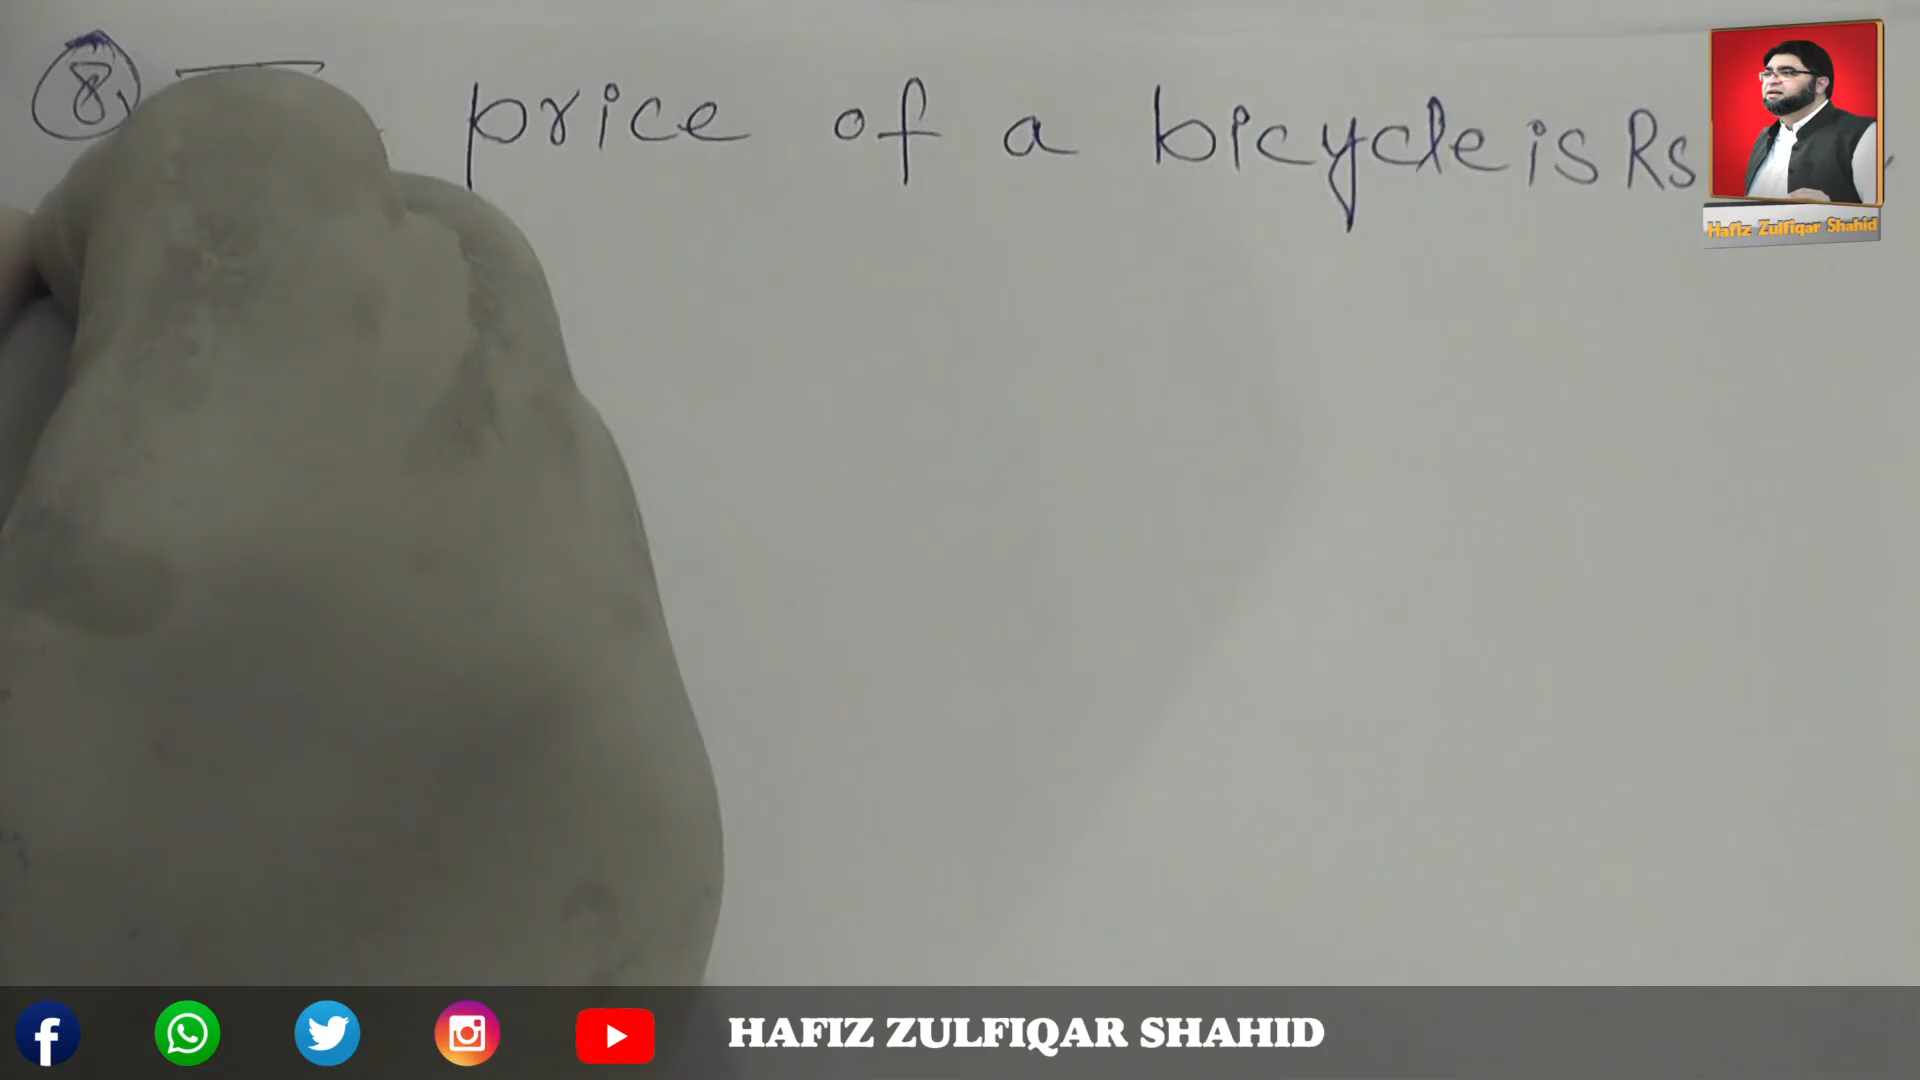 8 price of a bicycle is Rs
Hafiz Zulfiqar Shahid
HAFIZ ZULFIQAR SHAHID